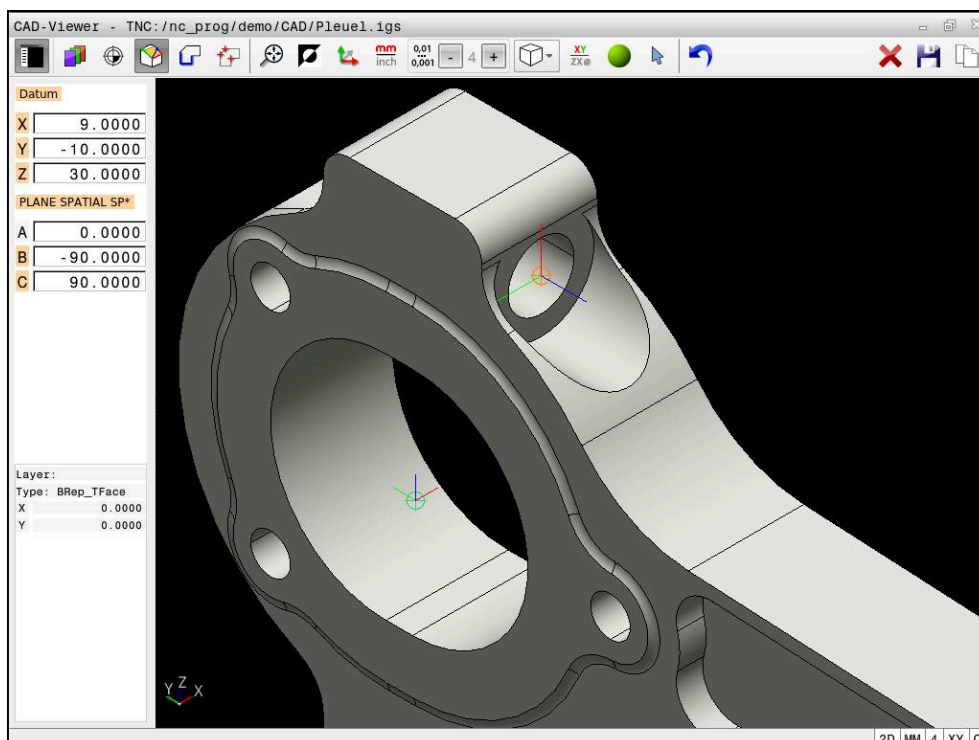 CAD-Viewer - TNC:/nc_prog/demo/CAD/Pleuel.igs
mm
inch
0,01
0,001
- 4 +
XY
ZX
Datum
X 9.0000
Y -10.0000
Z 30.0000
PLANE SPATIAL SP*
A 0.0000
B -90.0000
C 90.0000
Layer:
Type: BRep_TFace
X 0.0000
Y 0.0000
Y Z X
2D MM 4 XY